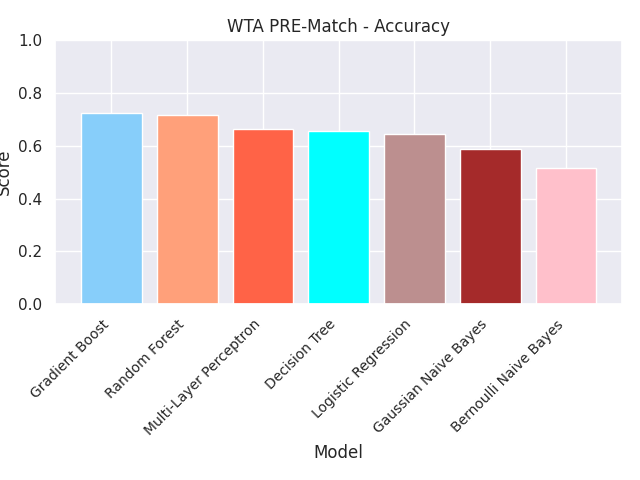 WTA PRE-Match - Accuracy
1.0
0.8
0.6
0.4
0.2
0.0
Score
Gradient Boost
Random Forest
Multi-Layer Perceptron
Decision Tree
Logistic Regression
Gaussian Naive Bayes
Bernoulli Naive Bayes
Model